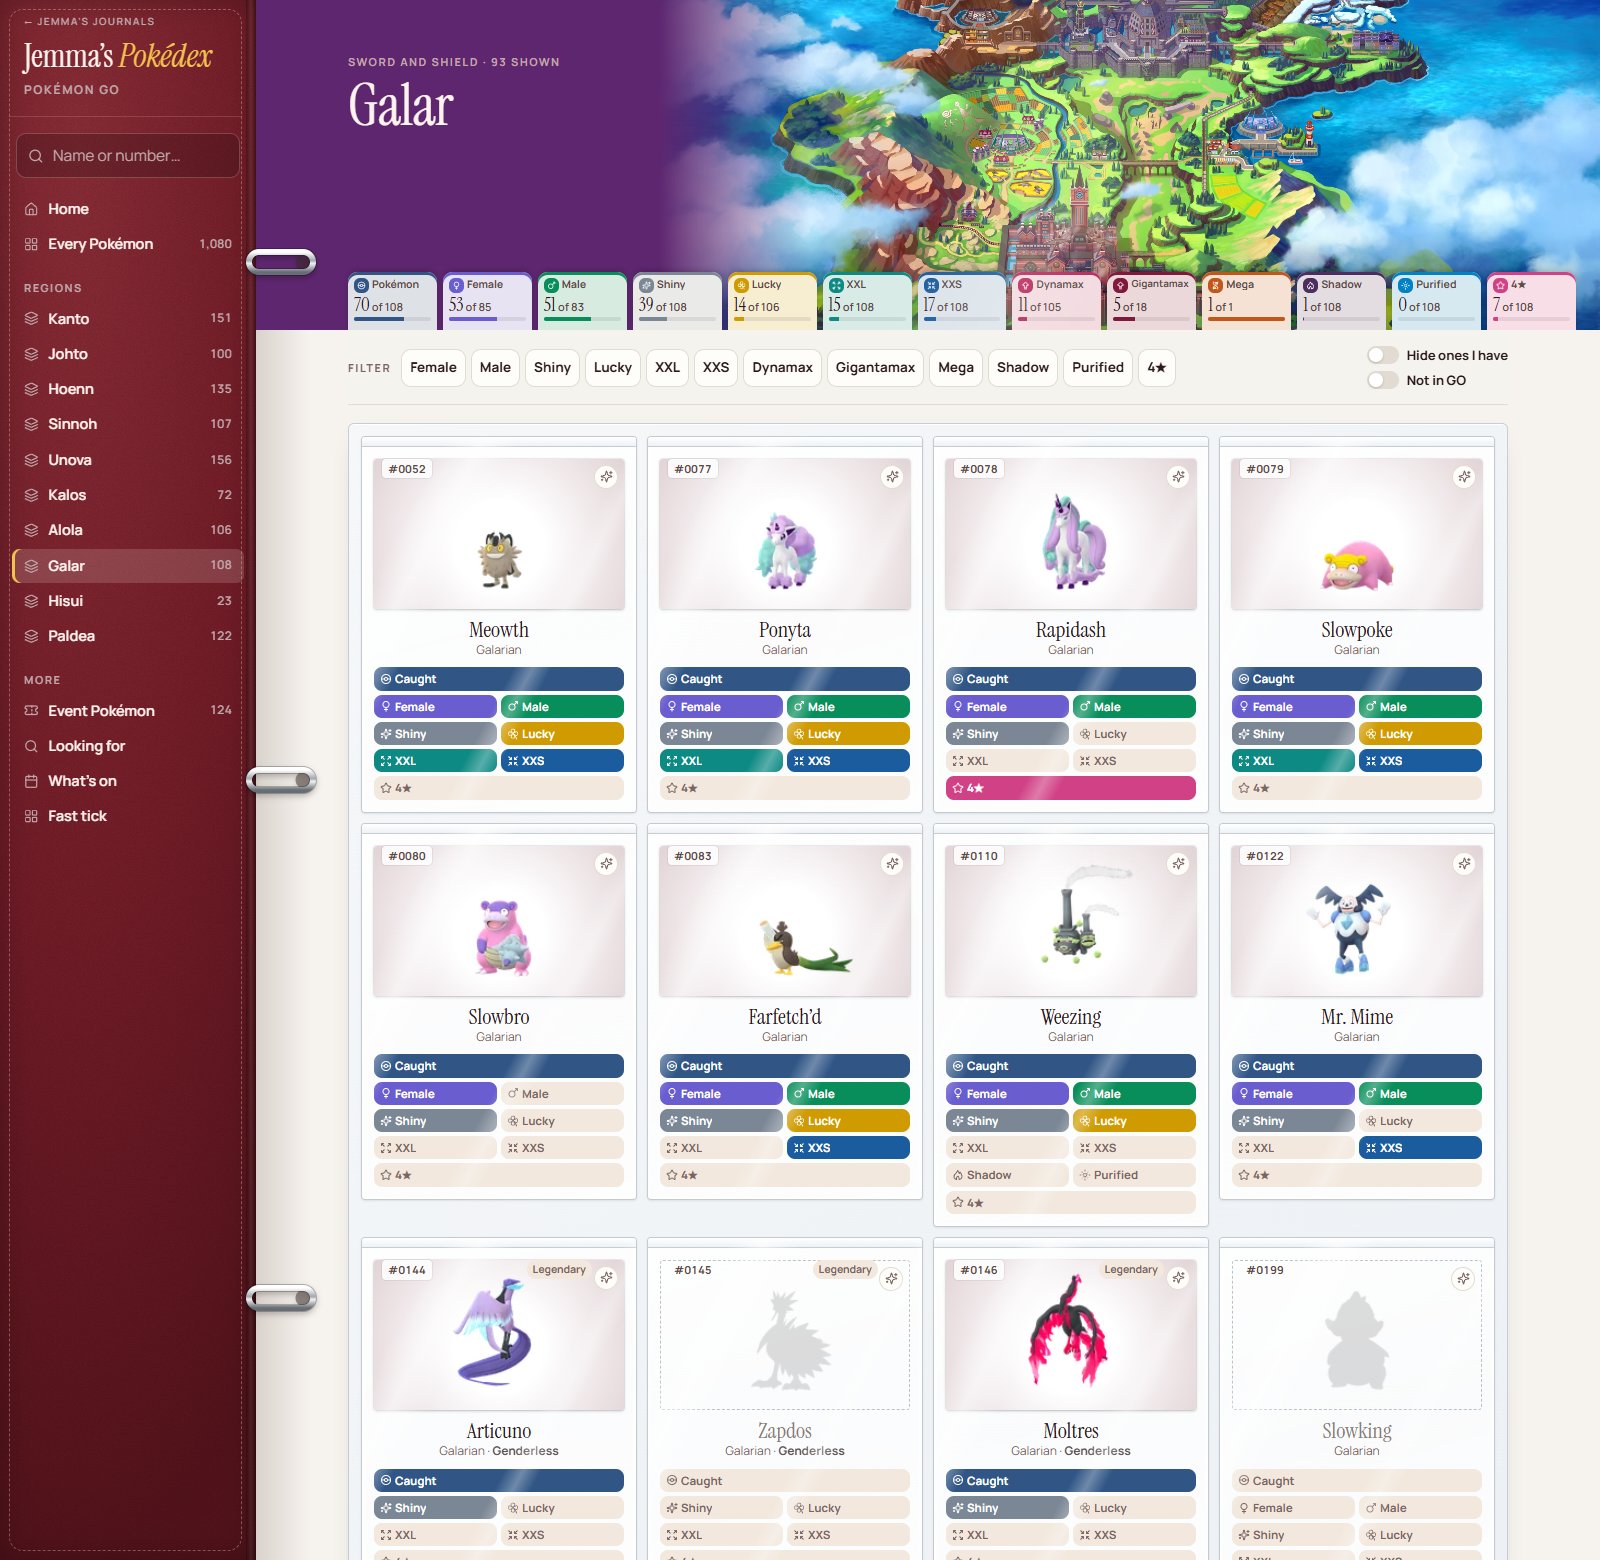 ← JEMMA'S JOURNALS
Jemma's Pokédex
POKÉMON GO
Name or number...
Home
Every Pokémon 1,080
REGIONS
Kanto 151
Johto 100
Hoenn 135
Sinnoh 107
Unova 156
Kalos 72
Alola 106
Galar 108
Hisui 23
Paldea 122
MORE
Event Pokémon 124
Looking for
What's on
Fast tick
SWORD AND SHIELD · 93 SHOWN
Galar
Pokémon Female Male Shiny Lucky XXL XXS Dynamax Gigantamax Mega Shadow Purified 4★
70 of 108 53 of 85 51 of 83 39 of 108 14 of 106 15 of 108 17 of 108 11 of 105 5 of 18 1 of 1 1 of 108 0 of 108 7 of 108
FILTER Female Male Shiny Lucky XXL XXS Dynamax Gigantamax Mega Shadow Purified 4★
Hide ones I have
Not in GO
#0052 #0077 #0078 #0079
Meowth Ponyta Rapidash Slowpoke
Galarian Galarian Galarian Galarian
Caught Caught Caught Caught
Female Male Female Male Female Male Female Male
Shiny Lucky Shiny Lucky Shiny Lucky Shiny Lucky
XXL XXS XXL XXS XXL XXS XXL XXS
4★ 4★ 4★ 4★
#0080 #0083 #0110 #0122
Slowbro Farfetch'd Weezing Mr. Mime
Galarian Galarian Galarian Galarian
Caught Caught Caught Caught
Female Male Female Male Female Male Female Male
Shiny Lucky Shiny Lucky Shiny Lucky Shiny Lucky
XXL XXS XXL XXS XXL XXS XXL XXS
4★ 4★ Shadow Purified 4★
4★
#0144 Legendary #0145 Legendary #0146 Legendary #0199
Articuno Zapdos Moltres Slowking
Galarian · Genderless Galarian · Genderless Galarian · Genderless Galarian
Caught Caught Caught Caught
Shiny Lucky Shiny Lucky Shiny Lucky Female Male
XXL XXS XXL XXS XXL XXS Shiny Lucky